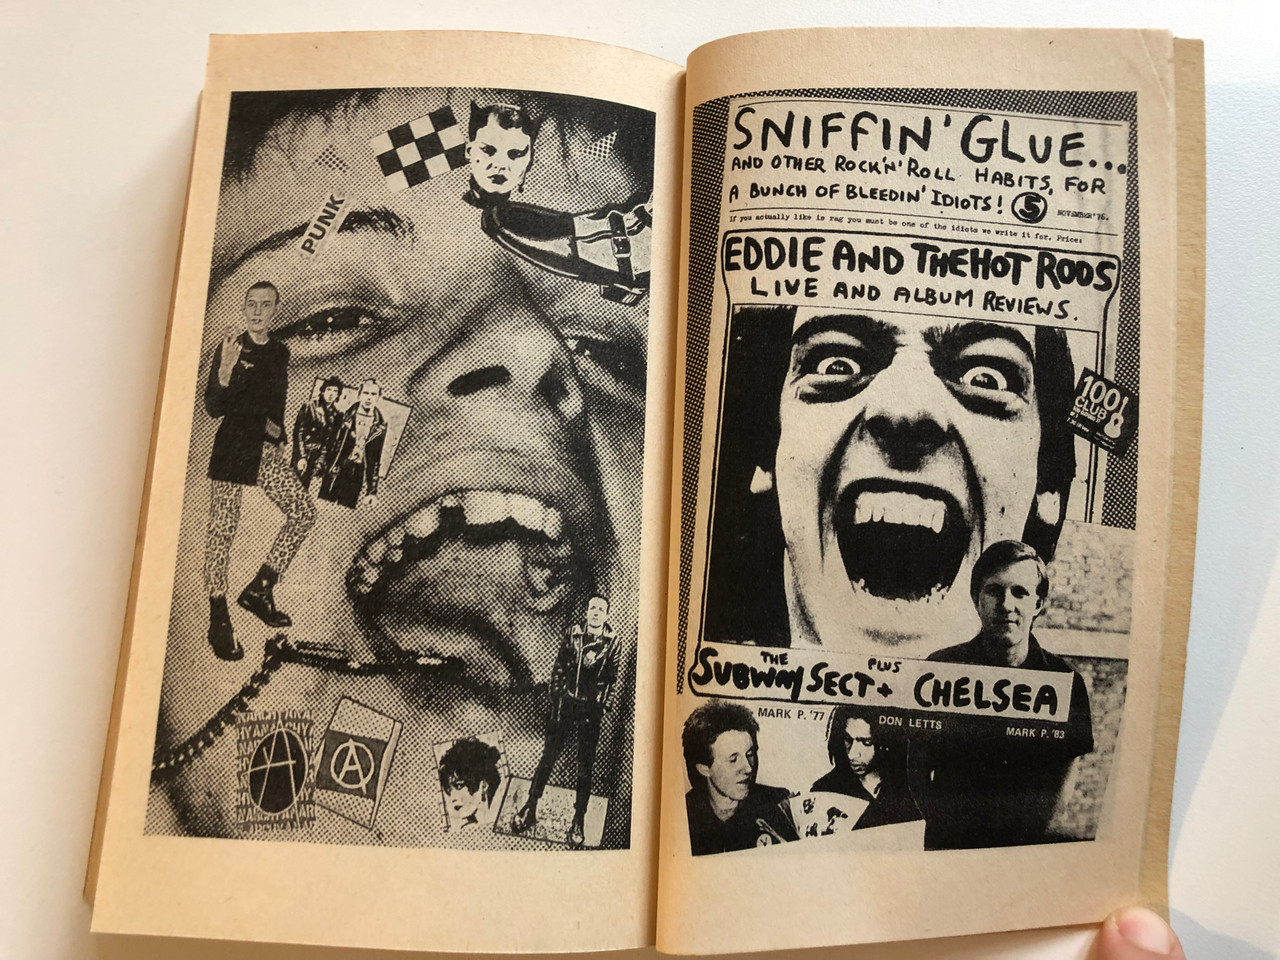 PUNK
SNIFFIN' GLUE...
AND OTHER ROCK'N'ROLL HABITS, FOR
A BUNCH OF BLEEDIN' IDIOTS! 5 NOVEMBER '76.
If you actually like is rag you must be one of the idiots we write it for. Price:
EDDIE AND THE HOT RODS
LIVE AND ALBUM REVIEWS.
100
CLUB
THE SUBWAY SECT + PLUS CHELSEA
MARK P. '77
DON LETTS
MARK P. '83